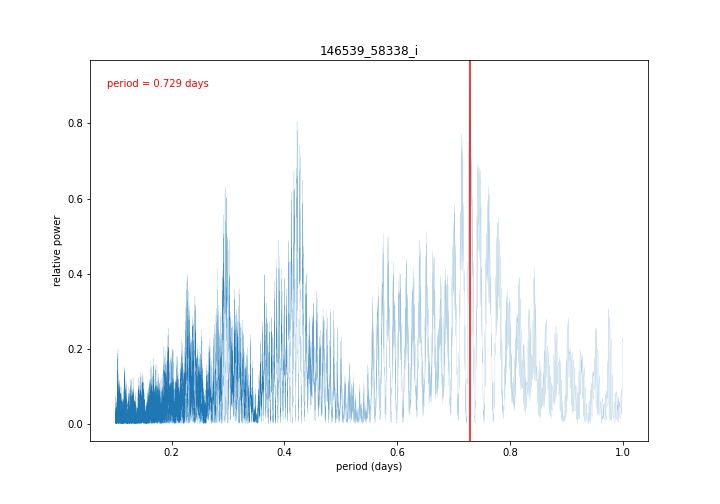 146539_58338_i
period = 0.729 days
relative power
0.8
0.6
0.4
0.2
0.0
0.2 0.4 0.6 0.8 1.0
period (days)